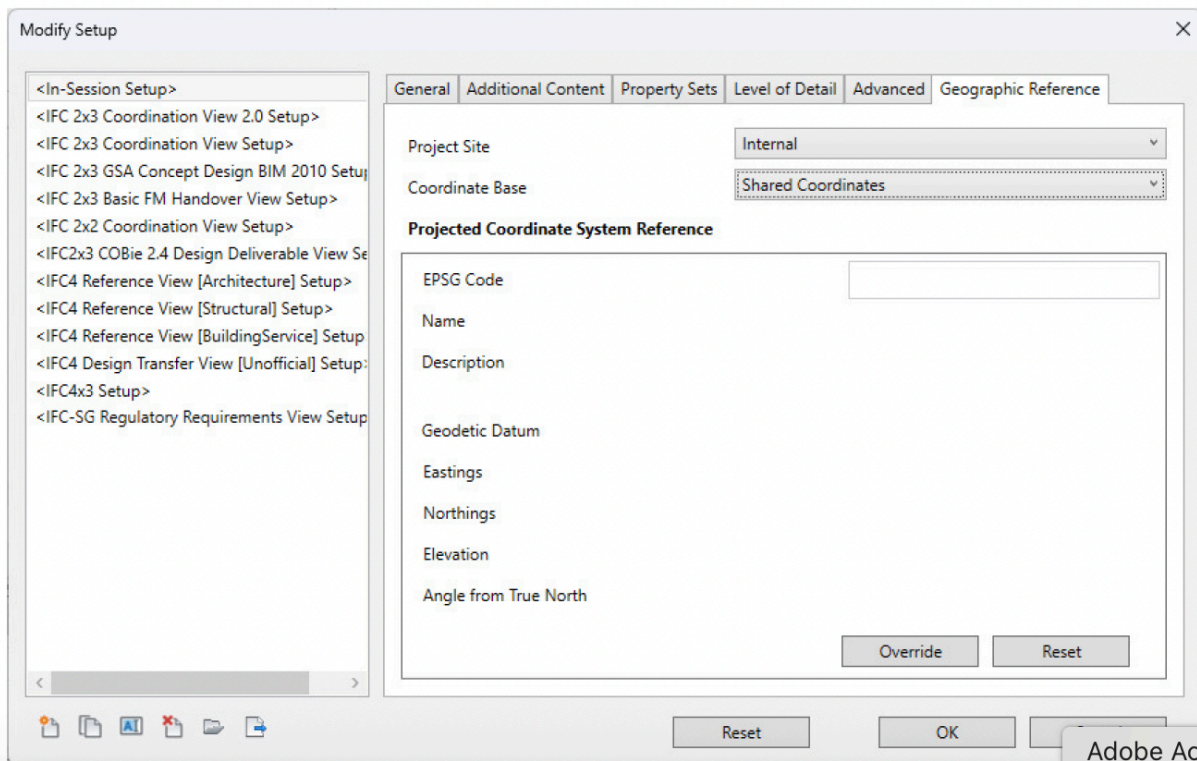 Modify Setup
<In-Session Setup>
<IFC 2x3 Coordination View 2.0 Setup>
<IFC 2x3 Coordination View Setup>
<IFC 2x3 GSA Concept Design BIM 2010 Setup
<IFC 2x3 Basic FM Handover View Setup>
<IFC 2x2 Coordination View Setup>
<IFC2x3 COBie 2.4 Design Deliverable View Se
<IFC4 Reference View [Architecture] Setup>
<IFC4 Reference View [Structural] Setup>
<IFC4 Reference View [BuildingService] Setup
<IFC4 Design Transfer View [Unofficial] Setup>
<IFC4x3 Setup>
<IFC-SG Regulatory Requirements View Setup
General Additional Content Property Sets Level of Detail Advanced Geographic Reference
Project Site Internal
Coordinate Base Shared Coordinates
Projected Coordinate System Reference
EPSG Code
Name
Description
Geodetic Datum
Eastings
Northings
Elevation
Angle from True North
Override Reset
AI
Reset OK
Adobe Ac